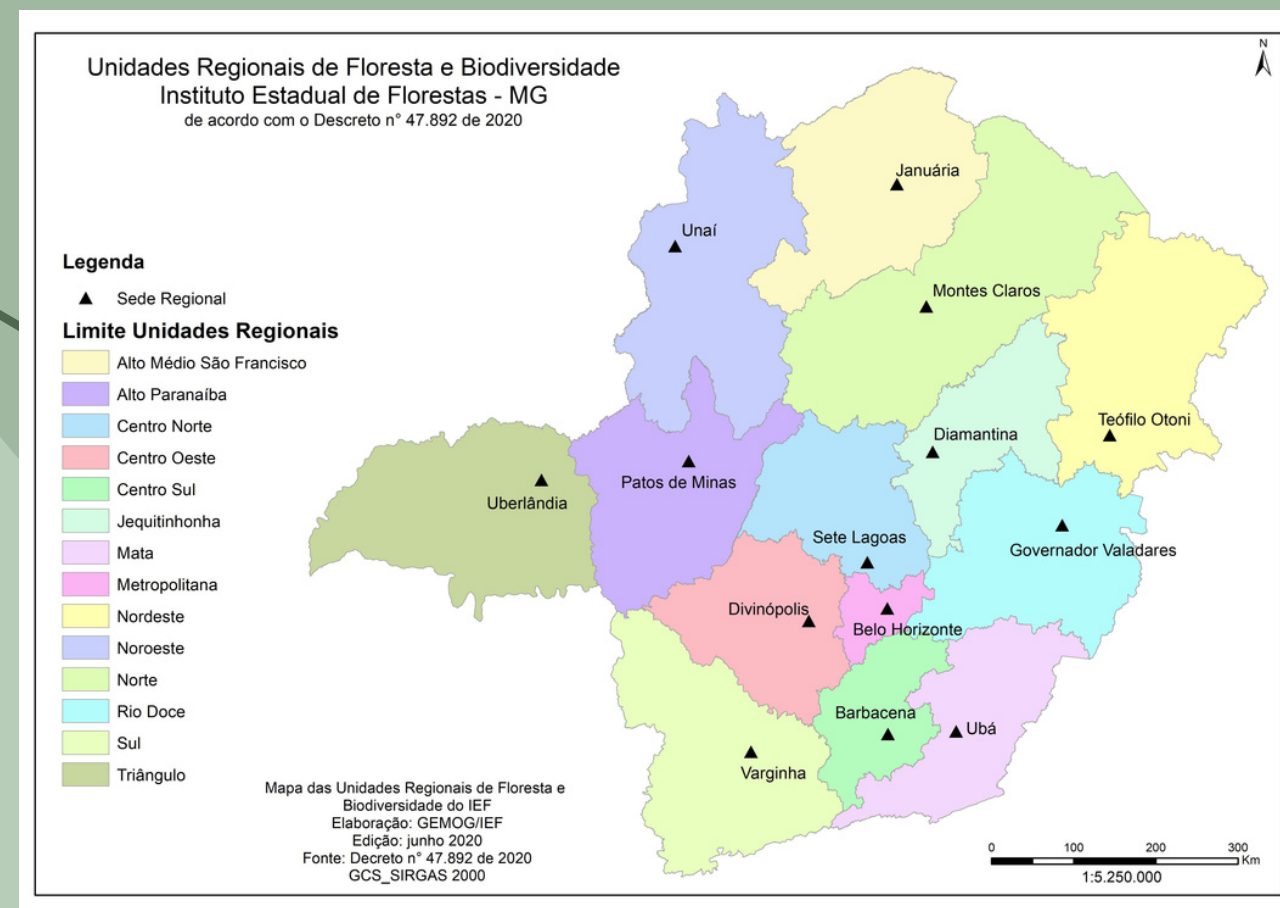 Unidades Regionais de Floresta e Biodiversidade
Instituto Estadual de Florestas - MG
de acordo com o Descreto n° 47.892 de 2020
N
Januária
Unaí
Montes Claros
Teófilo Otoni
Diamantina
Patos de Minas
Uberlândia
Sete Lagoas
Governador Valadares
Divinópolis
Belo Horizonte
Barbacena
Ubá
Varginha
Legenda
Sede Regional
Limite Unidades Regionais
Alto Médio São Francisco
Alto Paranaíba
Centro Norte
Centro Oeste
Centro Sul
Jequitinhonha
Mata
Metropolitana
Nordeste
Noroeste
Norte
Rio Doce
Sul
Triângulo
Mapa das Unidades Regionais de Floresta e
Biodiversidade do IEF
Elaboração: GEMOG/IEF
Edição: junho 2020
Fonte: Decreto n° 47.892 de 2020
GCS_SIRGAS 2000
0 100 200 300
Km
1:5.250.000